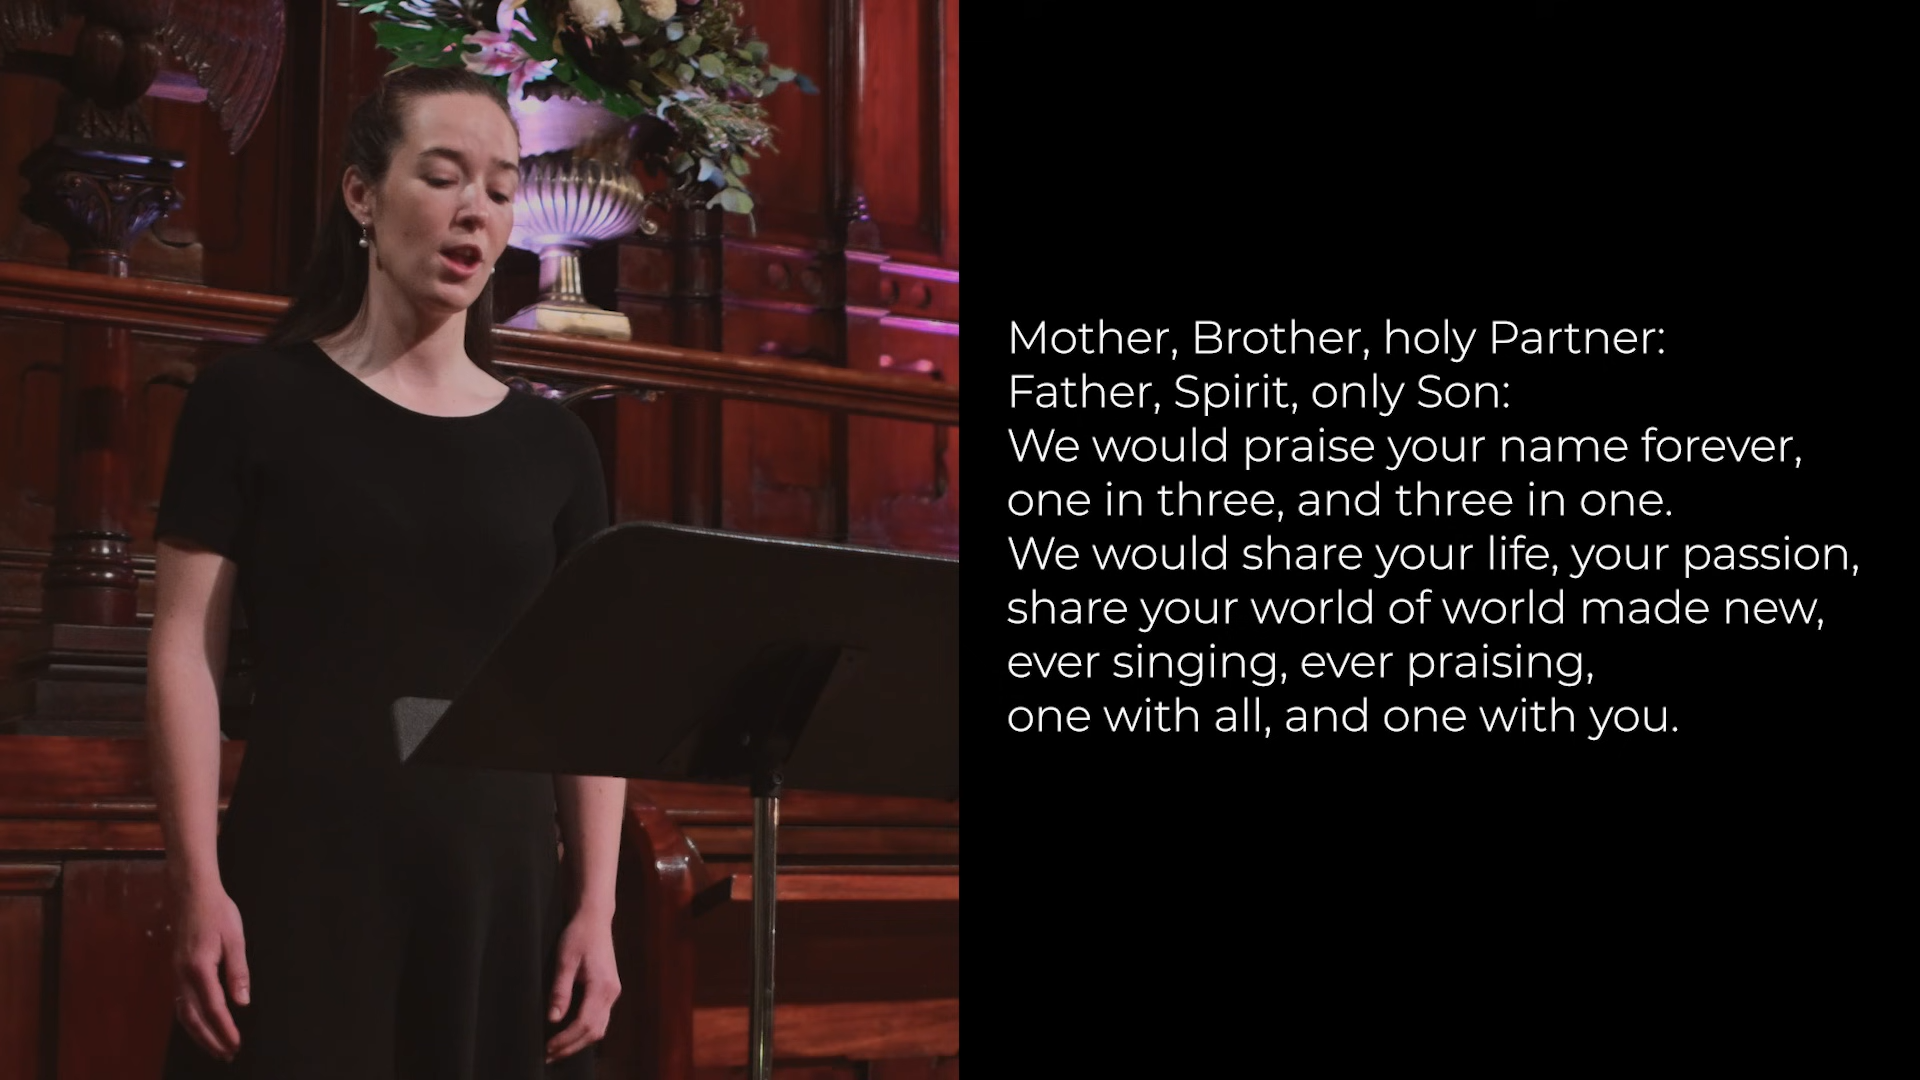 Mother, Brother, holy Partner:
Father, Spirit, only Son:
We would praise your name forever,
one in three, and three in one.
We would share your life, your passion,
share your world of world made new,
ever singing, ever praising,
one with all, and one with you.